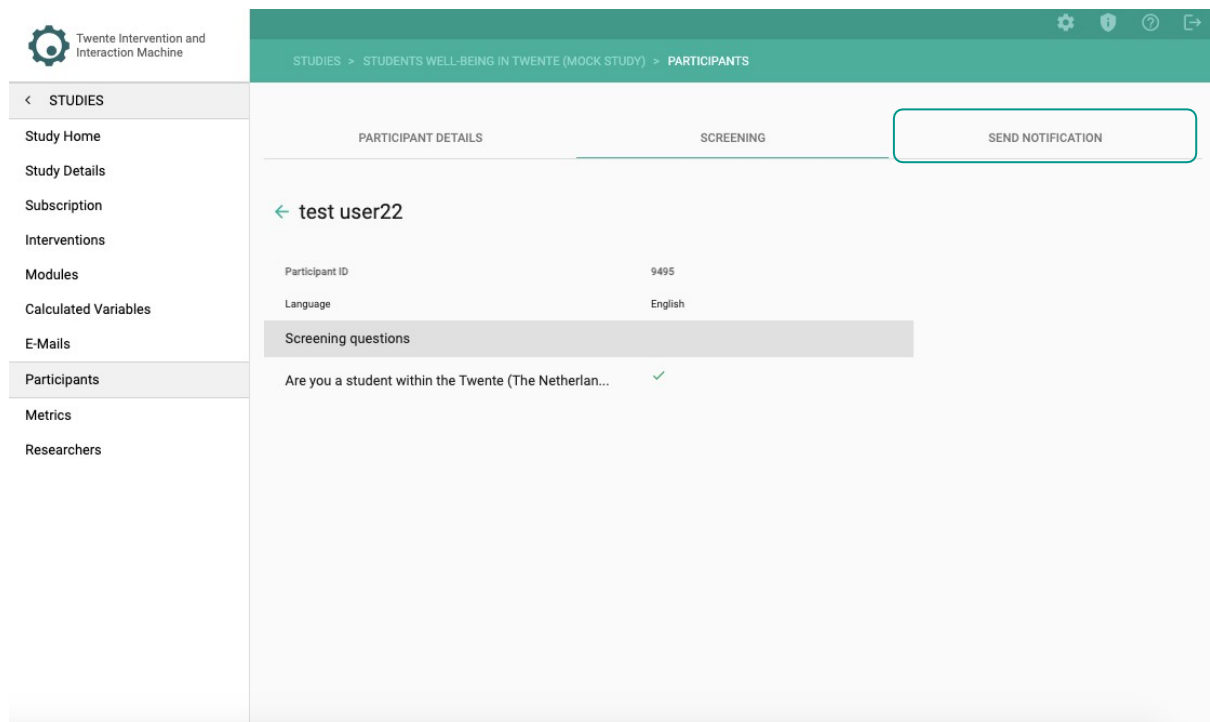 Twente Intervention and
Interaction Machine
STUDIES > STUDENTS WELL-BEING IN TWENTE (MOCK STUDY) > PARTICIPANTS
< STUDIES
Study Home
Study Details
Subscription
Interventions
Modules
Calculated Variables
E-Mails
Participants
Metrics
Researchers
PARTICIPANT DETAILS SCREENING SEND NOTIFICATION
← test user22
Participant ID 9495
Language English
Screening questions
Are you a student within the Twente (The Netherlan... ✓